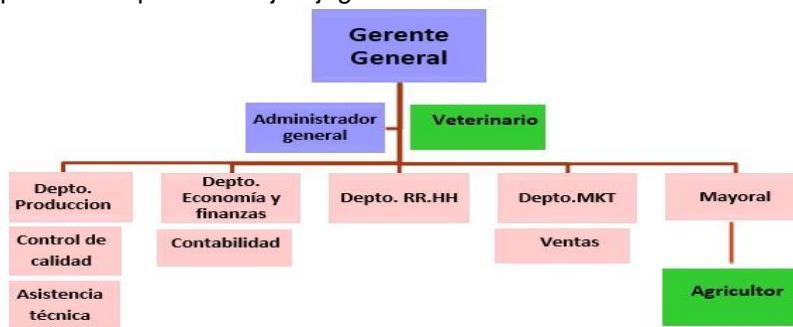 Gerente
General
Administrador
general
Veterinario
Depto.
Produccion
Depto.
Economía y
finanzas
Depto. RR.HH
Depto.MKT
Mayoral
Control de
calidad
Contabilidad
Ventas
Asistencia
técnica
Agricultor